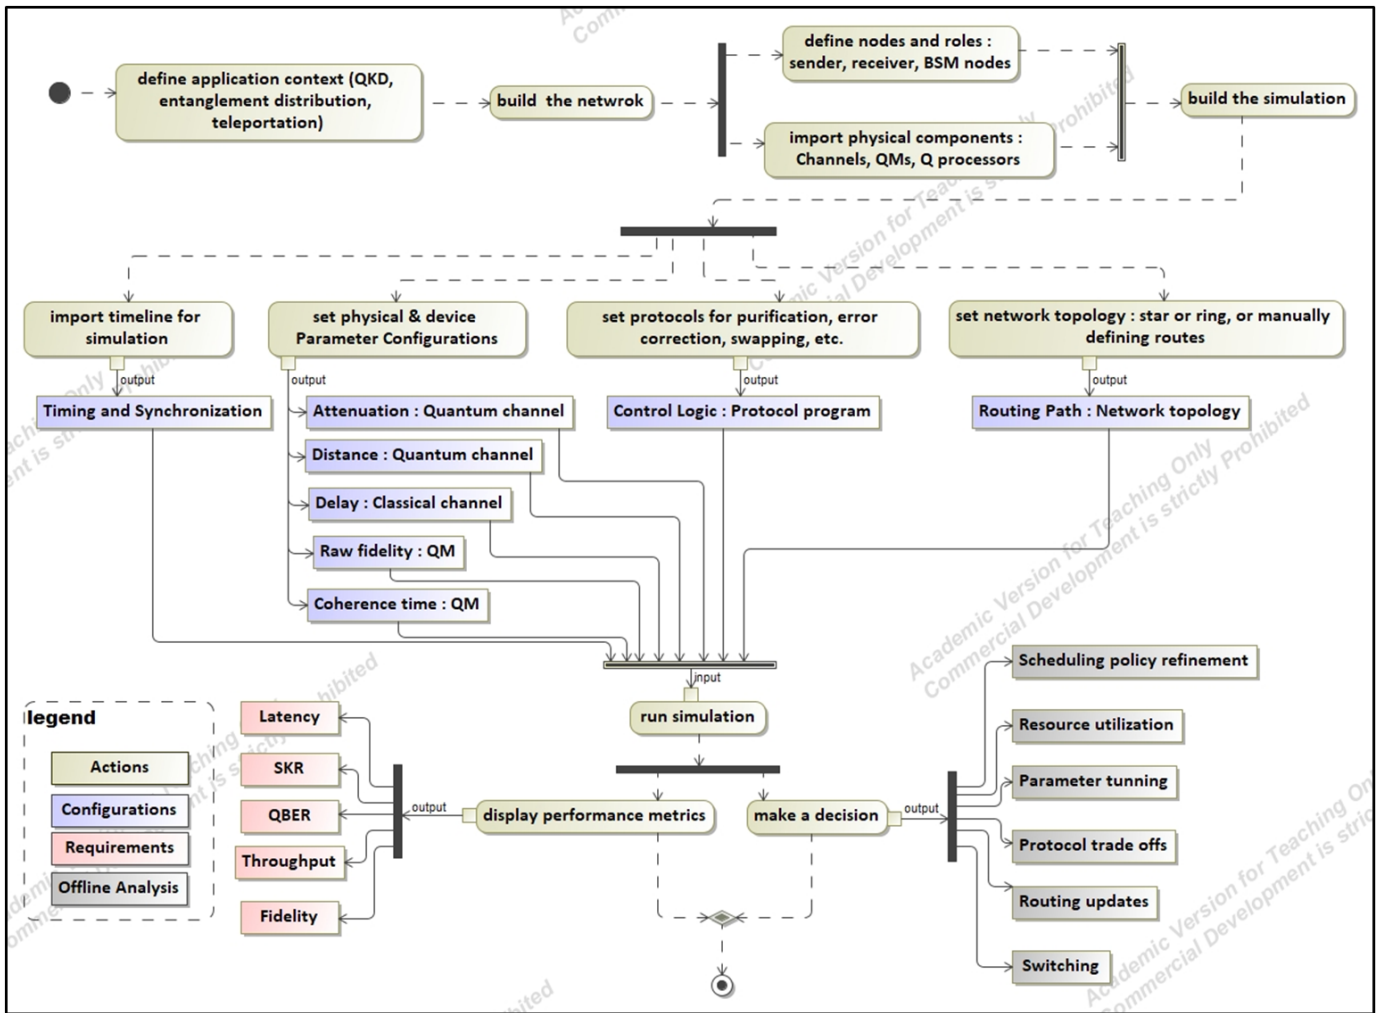 define application context (QKD,
entanglement distribution,
teleportation)
build  the netwrok
define nodes and roles :
sender, receiver, BSM nodes
import physical components :
Channels, QMs, Q processors
build the simulation
import timeline for
simulation
set physical & device
Parameter Configurations
set protocols for purification, error
correction, swapping, etc.
set network topology : star or ring, or manually
defining routes
output
output
output
output
Timing and Synchronization
Attenuation : Quantum channel
Distance : Quantum channel
Delay : Classical channel
Raw fidelity : QM
Coherence time : QM
Control Logic : Protocol program
Routing Path : Network topology
input
run simulation
display performance metrics
make a decision
output
output
Latency
SKR
QBER
Throughput
Fidelity
Scheduling policy refinement
Resource utilization
Parameter tunning
Protocol trade offs
Routing updates
Switching
legend
Actions
Configurations
Requirements
Offline Analysis
Academic Version for Teaching Only
Commercial Development is strictly Prohibited